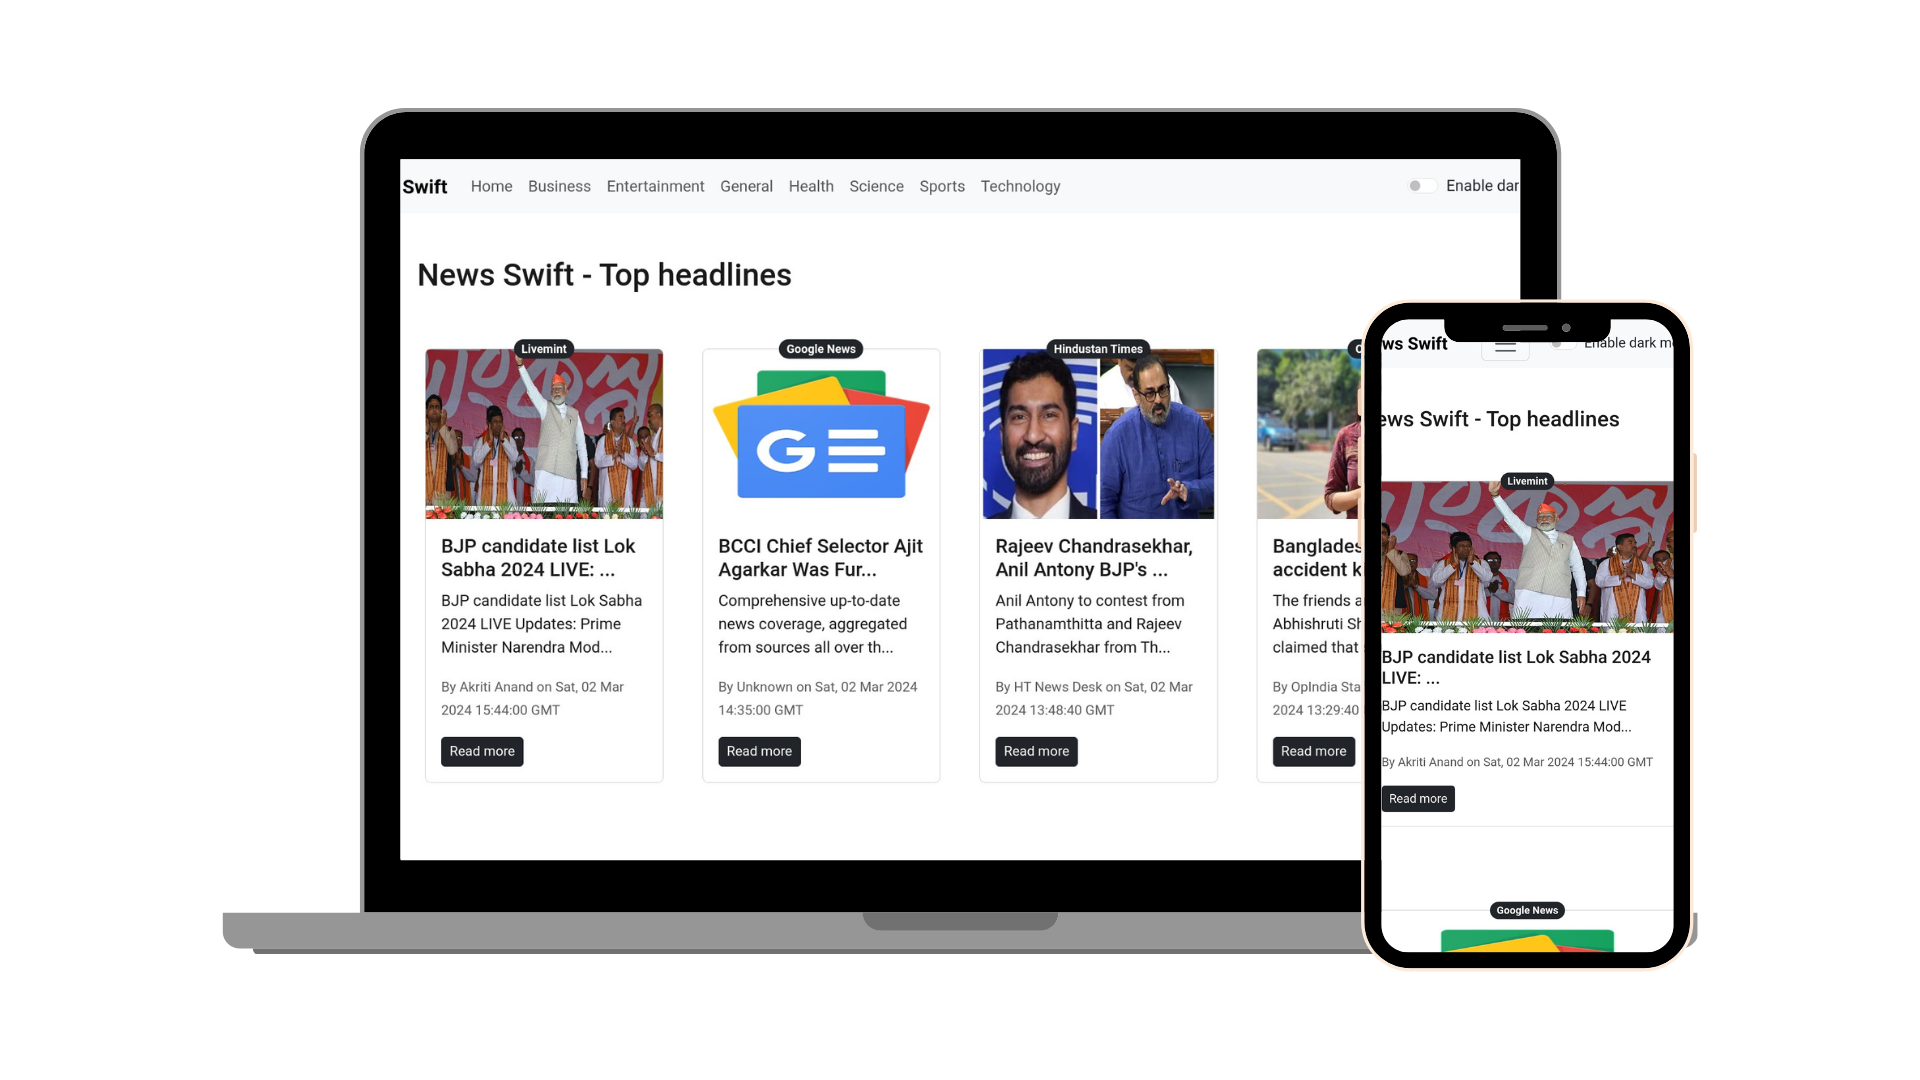 Swift Home Business Entertainment General Health Science Sports Technology Enable dar
News Swift - Top headlines
Livemint
BJP candidate list Lok
Sabha 2024 LIVE: ...
BJP candidate list Lok Sabha
2024 LIVE Updates: Prime
Minister Narendra Mod...
By Akriti Anand on Sat, 02 Mar
2024 15:44:00 GMT
Read more
Google News
G
BCCI Chief Selector Ajit
Agarkar Was Fur...
Comprehensive up-to-date
news coverage, aggregated
from sources all over th...
By Unknown on Sat, 02 Mar 2024
14:35:00 GMT
Read more
Hindustan Times
Rajeev Chandrasekhar,
Anil Antony BJP's ...
Anil Antony to contest from
Pathanamthitta and Rajeev
Chandrasekhar from Th...
By HT News Desk on Sat, 02 Mar
2024 13:48:40 GMT
Read more
O
Banglades
accident k
The friends a
Abhishruti Sh
claimed that
By OpIndia Sta
2024 13:29:40
Read more
ws Swift Enable dark mo
ews Swift - Top headlines
Livemint
BJP candidate list Lok Sabha 2024
LIVE: ...
BJP candidate list Lok Sabha 2024 LIVE
Updates: Prime Minister Narendra Mod...
By Akriti Anand on Sat, 02 Mar 2024 15:44:00 GMT
Read more
Google News